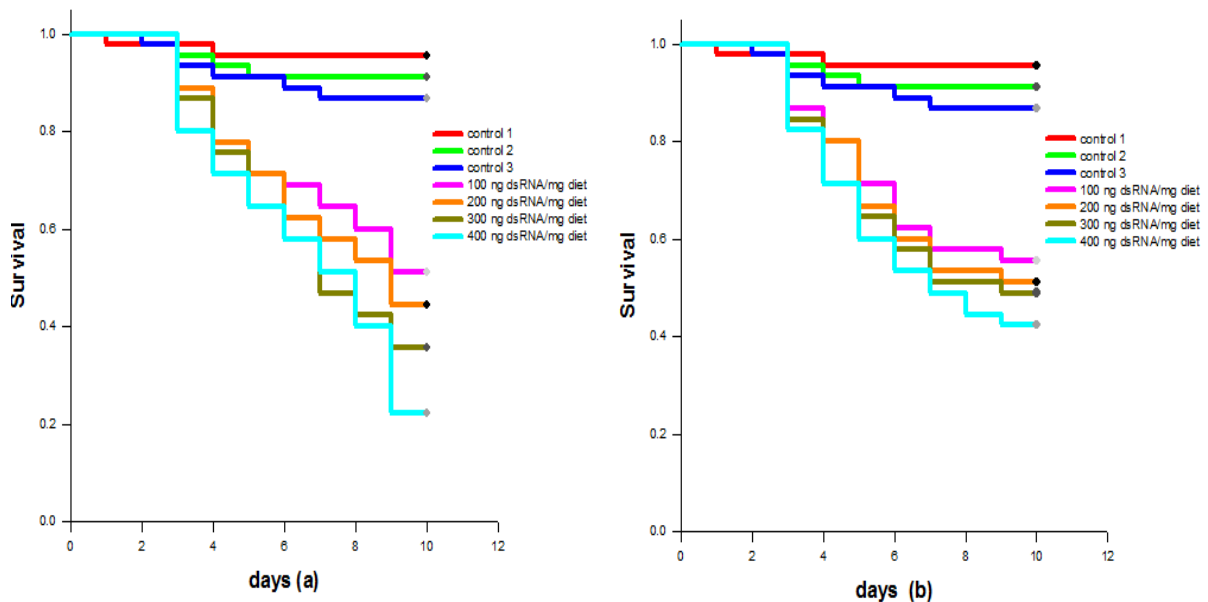 1.0
0.8
0.6
0.4
0.2
0.0
Survival
0 2 4 6 8 10 12
days (a)
control 1
control 2
control 3
100 ng dsRNA/mg diet
200 ng dsRNA/mg diet
300 ng dsRNA/mg diet
400 ng dsRNA/mg diet
1.0
0.8
0.6
0.4
0.2
0.0
Survival
0 2 4 6 8 10 12
days (b)
control 1
control 2
control 3
100 ng dsRNA/mg diet
200 ng dsRNA/mg diet
300 ng dsRNA/mg diet
400 ng dsRNA/mg diet